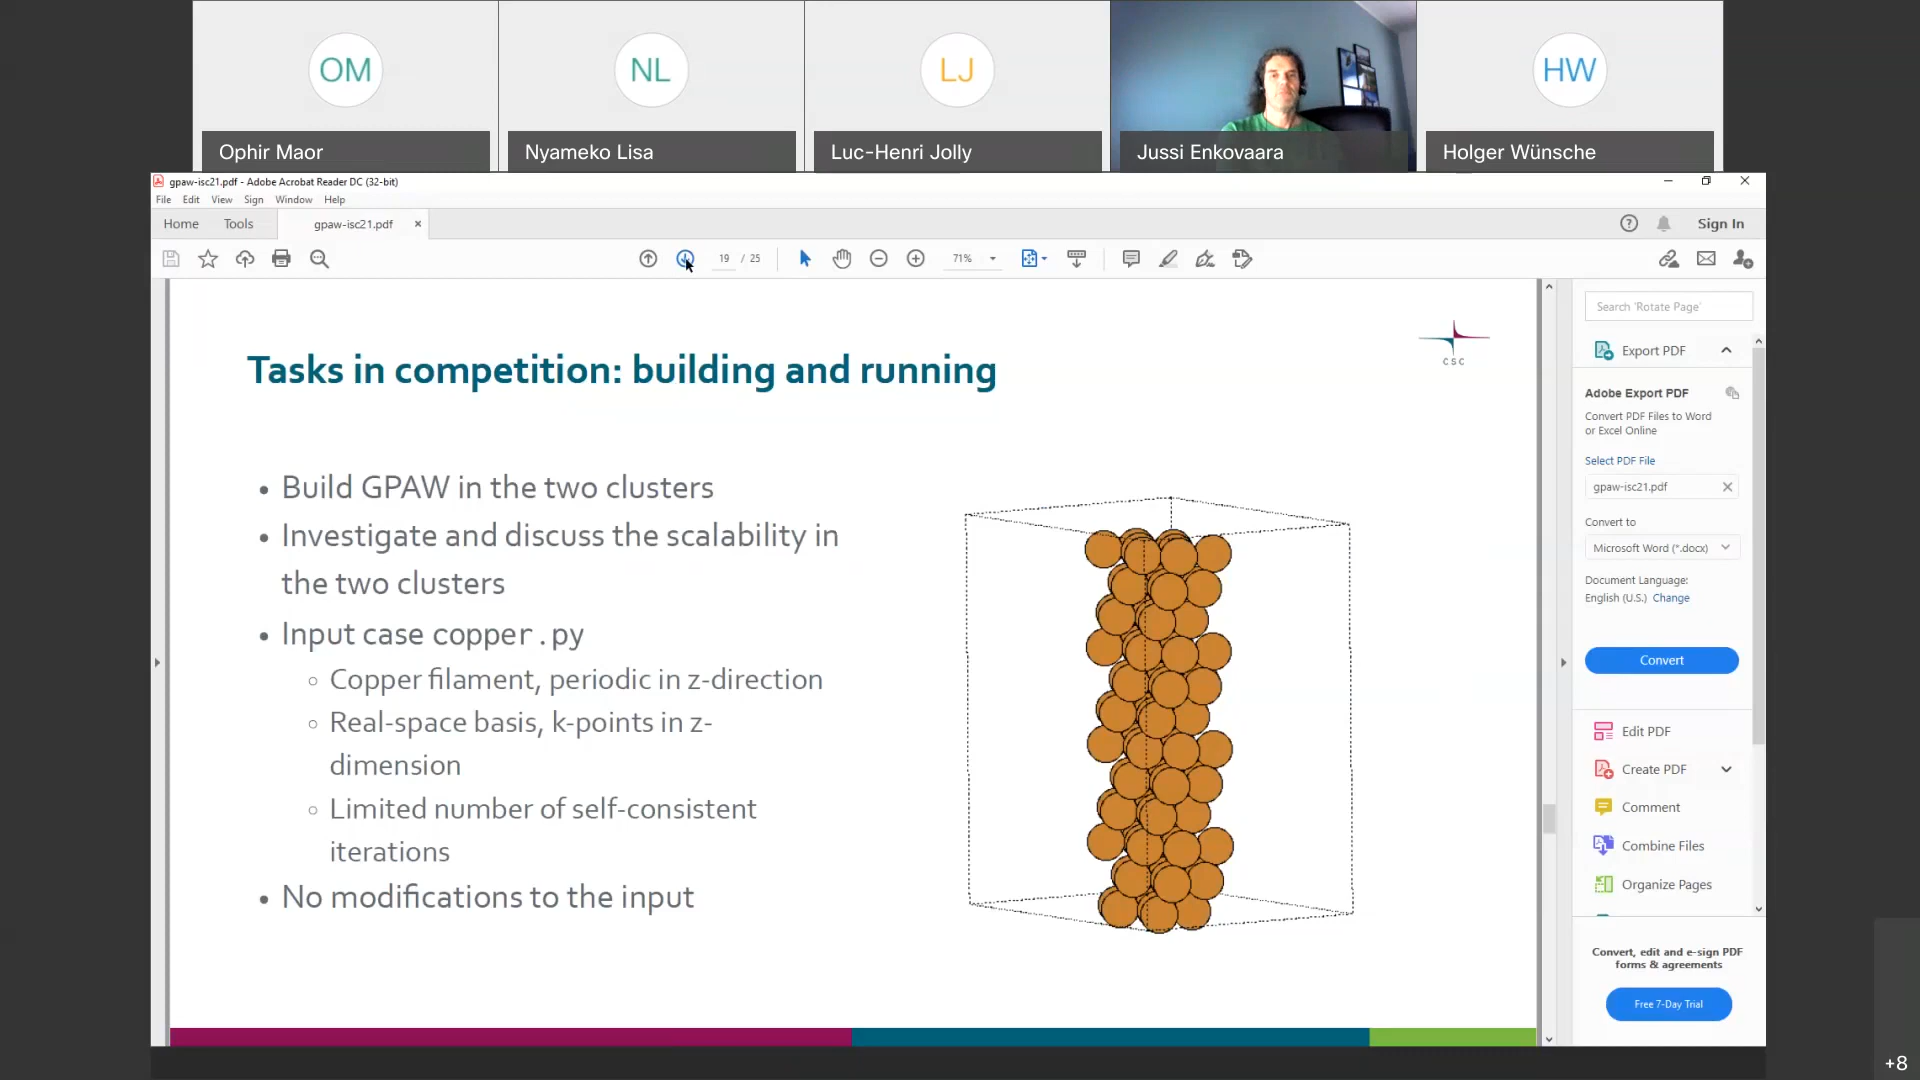 OM
NL
LJ
HW
Ophir Maor
Nyameko Lisa
Luc-Henri Jolly
Jussi Enkovaara
Holger Wünsche
gpaw-isc21.pdf - Adobe Acrobat Reader DC (32-bit)
File Edit View Sign Window Help
Home Tools gpaw-isc21.pdf × Sign In
19 / 25 71%
CSC
Tasks in competition: building and running
• Build GPAW in the two clusters
• Investigate and discuss the scalability in
the two clusters
• Input case copper.py
○ Copper filament, periodic in z-direction
○ Real-space basis, k-points in z-
dimension
○ Limited number of self-consistent
iterations
• No modifications to the input
Search 'Rotate Page'
Export PDF
Adobe Export PDF
Convert PDF Files to Word
or Excel Online
Select PDF File
gpaw-isc21.pdf
Convert to
Microsoft Word (*.docx)
Document Language:
English (U.S.) Change
Convert
Edit PDF
Create PDF
Comment
Combine Files
Organize Pages
Convert, edit and e-sign PDF
forms & agreements
Free 7-Day Trial
+8